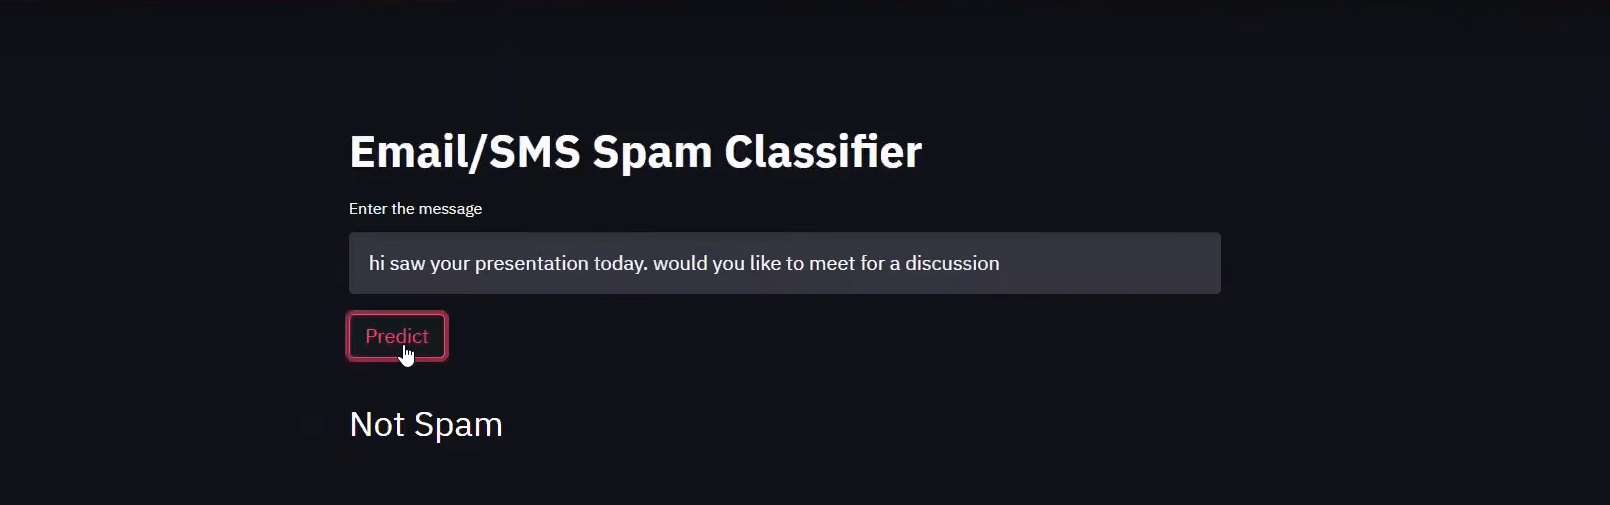 Email/SMS Spam Classifier
Enter the message
hi saw your presentation today. would you like to meet for a discussion
Predict
Not Spam